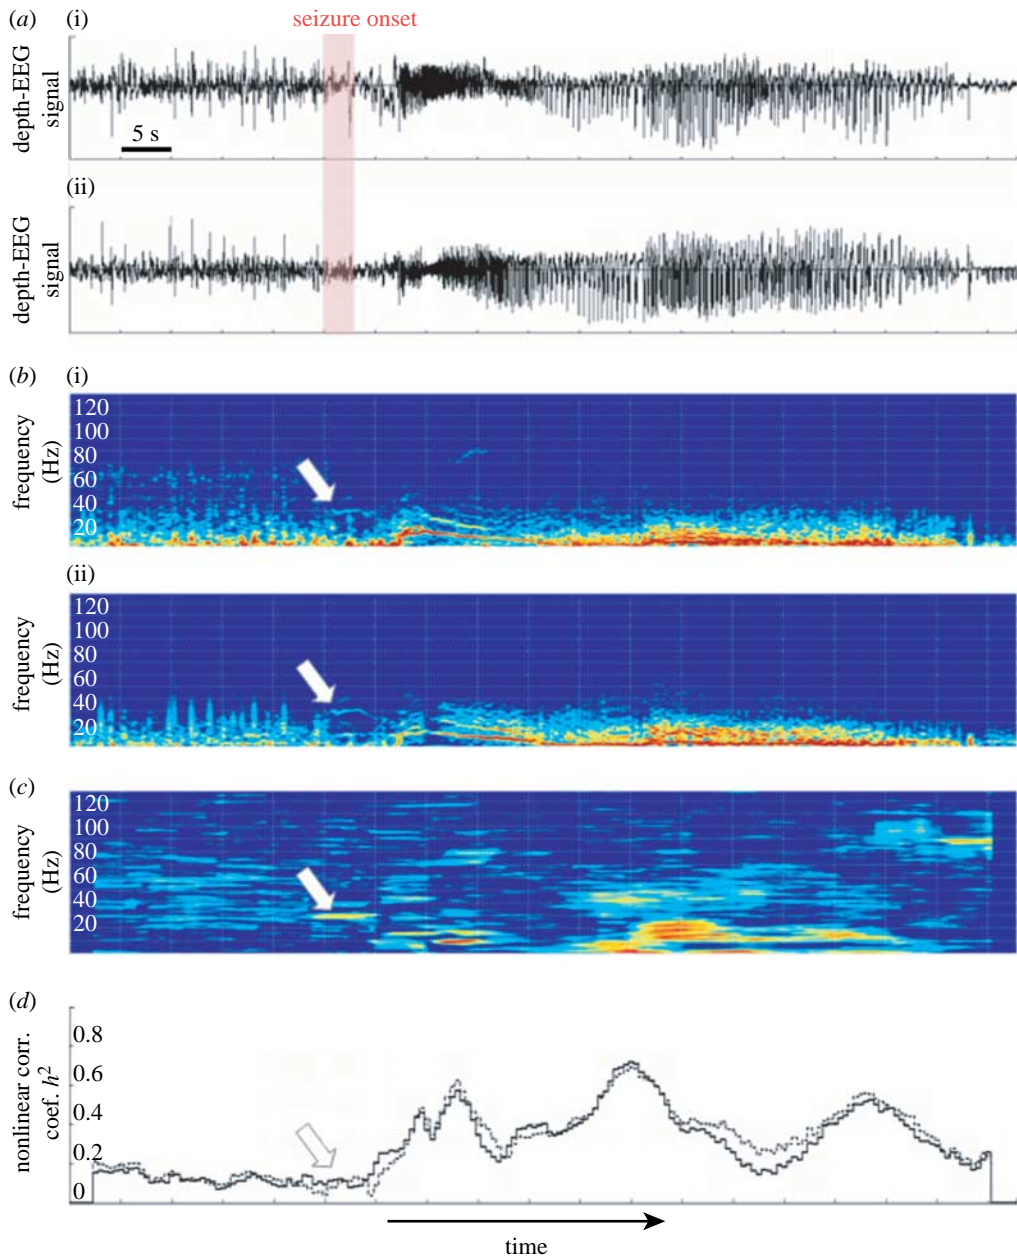 (a) (i) seizure onset
depth-EEG
signal
5 s
(ii)
depth-EEG
signal
(b) (i)
frequency
(Hz)
120
100
80
60
40
20
(ii)
frequency
(Hz)
120
100
80
60
40
20
(c)
frequency
(Hz)
120
100
80
60
40
20
(d)
nonlinear corr.
coef. h²
0.8
0.6
0.4
0.2
0
time